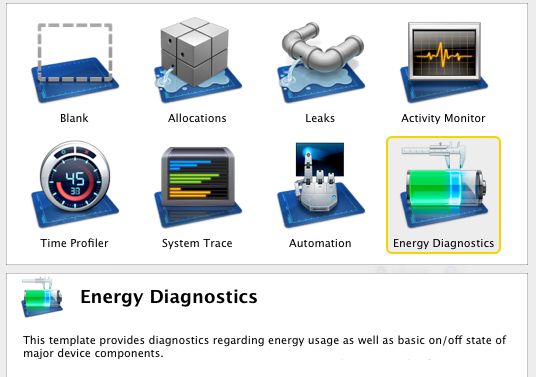 Blank
Allocations
Leaks
Activity Monitor
45
30
Time Profiler
System Trace
Automation
Energy Diagnostics
Energy Diagnostics
This template provides diagnostics regarding energy usage as well as basic on/off state of
major device components.